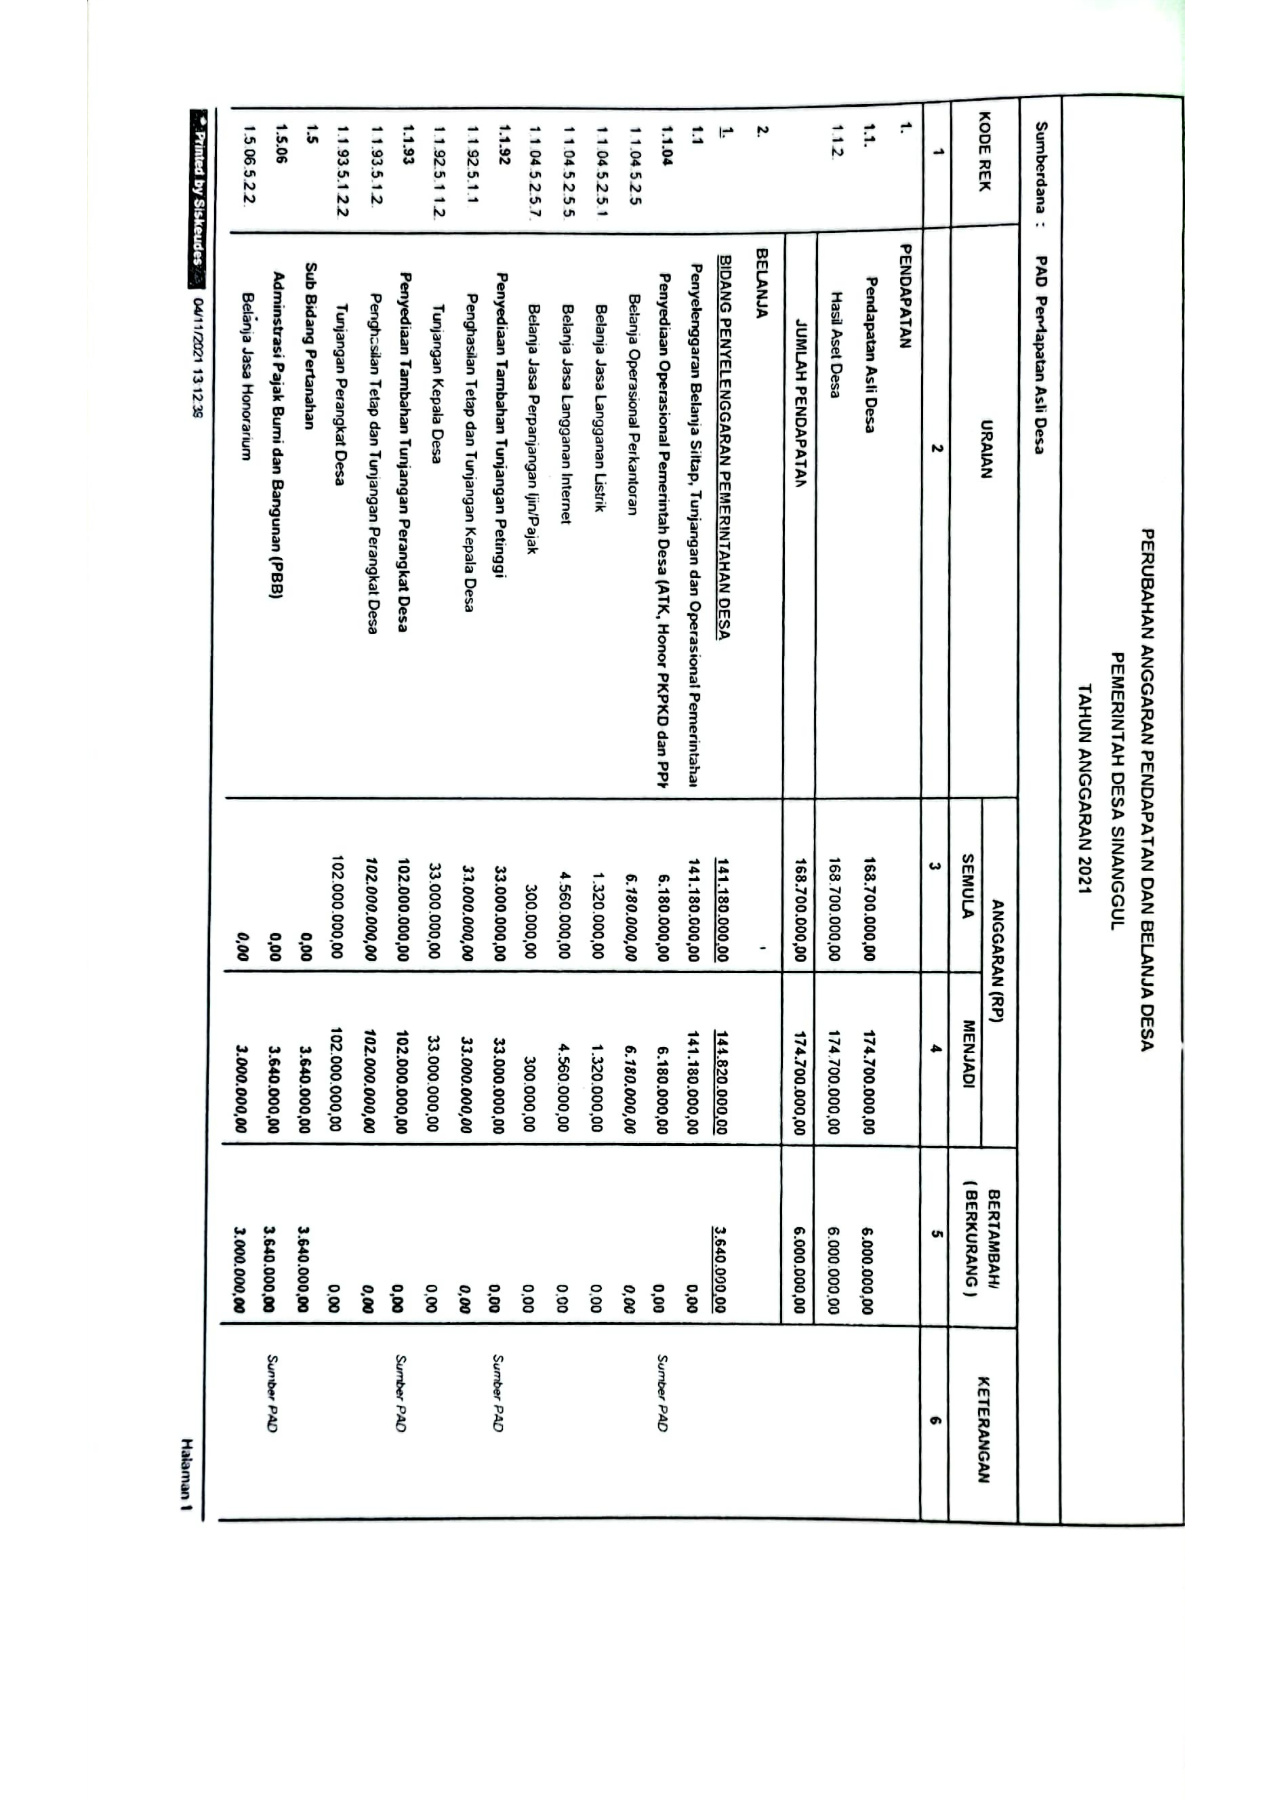 PERUBAHAN ANGGARAN PENDAPATAN DAN BELANJA DESA
PEMERINTAH DESA SINANGGUL
TAHUN ANGGARAN 2021
Sumberdana : PAD Pendapatan Asli Desa
KODE REK URAIAN ANGGARAN (RP) BERTAMBAH/ ( BERKURANG ) KETERANGAN
SEMULA MENJADI
1 2 3 4 5 6
1. PENDAPATAN
1.1. Pendapatan Asli Desa 168.700.000,00 174.700.000,00 6.000.000,00
1.1.2. Hasil Aset Desa 168.700.000,00 174.700.000,00 6.000.000,00
JUMLAH PENDAPATAN 168.700.000,00 174.700.000,00 6.000.000,00
2. BELANJA
1. BIDANG PENYELENGGARAN PEMERINTAHAN DESA 141.180.000,00 144.820.000,00 3.640.000,00
1.1 Penyelenggaran Belanja Siltap, Tunjangan dan Operasional Pemerintahan 141.180.000,00 141.180.000,00 0,00
1.1.04 Penyediaan Operasional Pemerintah Desa (ATK, Honor PKPKD dan PPK 6.180.000,00 6.180.000,00 0,00 Sumber PAD
1.1.04.5.2.5 Belanja Operasional Perkantoran 6.180.000,00 6.180.000,00 0,00
1.1.04.5.2.5.1 Belanja Jasa Langganan Listrik 1.320.000,00 1.320.000,00 0,00
1.1.04.5.2.5.5 Belanja Jasa Langganan Internet 4.560.000,00 4.560.000,00 0,00
1.1.04.5.2.5.7. Belanja Jasa Perpanjangan Ijin/Pajak 300.000,00 300.000,00 0,00
1.1.92 Penyediaan Tambahan Tunjangan Petinggi 33.000.000,00 33.000.000,00 0,00 Sumber PAD
1.1.92.5.1.1 Penghasilan Tetap dan Tunjangan Kepala Desa 33.000.000,00 33.000.000,00 0,00
1.1.92.5.1.1.2. Tunjangan Kepala Desa 33.000.000,00 33.000.000,00 0,00
1.1.93 Penyediaan Tambahan Tunjangan Perangkat Desa 102.000.000,00 102.000.000,00 0,00 Sumber PAD
1.1.93.5.1.2. Penghasilan Tetap dan Tunjangan Perangkat Desa 102.000.000,00 102.000.000,00 0,00
1.1.93.5.1.2.2 Tunjangan Perangkat Desa 102.000.000,00 102.000.000,00 0,00
1.5 Sub Bidang Pertanahan 0,00 3.640.000,00 3.640.000,00
1.5.06 Adminstrasi Pajak Bumi dan Bangunan (PBB) 0,00 3.640.000,00 3.640.000,00 Sumber PAD
1.5.06.5.2.2. Belanja Jasa Honorarium 0,00 3.000.000,00 3.000.000,00
Printed by Siskeudes 04/11/2021 13:12:39 Halaman 1